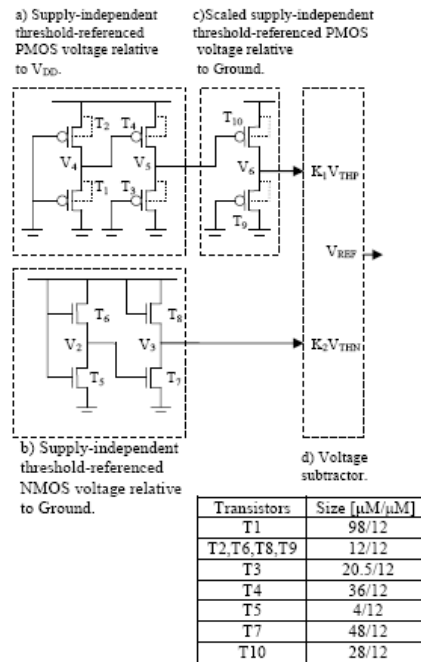 a) Supply-independent
threshold-referenced
PMOS voltage relative
to VDD.
c)Scaled supply-independent
threshold-referenced PMOS
voltage relative
to Ground.
T2
T4
T10
V4
V5
V6
T1
T3
T9
K1VTHP
VREF
T6
T8
V2
V3
K2VTHN
T5
T7
b) Supply-independent
threshold-referenced
NMOS voltage relative
to Ground.
d) Voltage
subtractor.
Transistors Size [μM/μM]
T1 98/12
T2,T6,T8,T9 12/12
T3 20.5/12
T4 36/12
T5 4/12
T7 48/12
T10 28/12